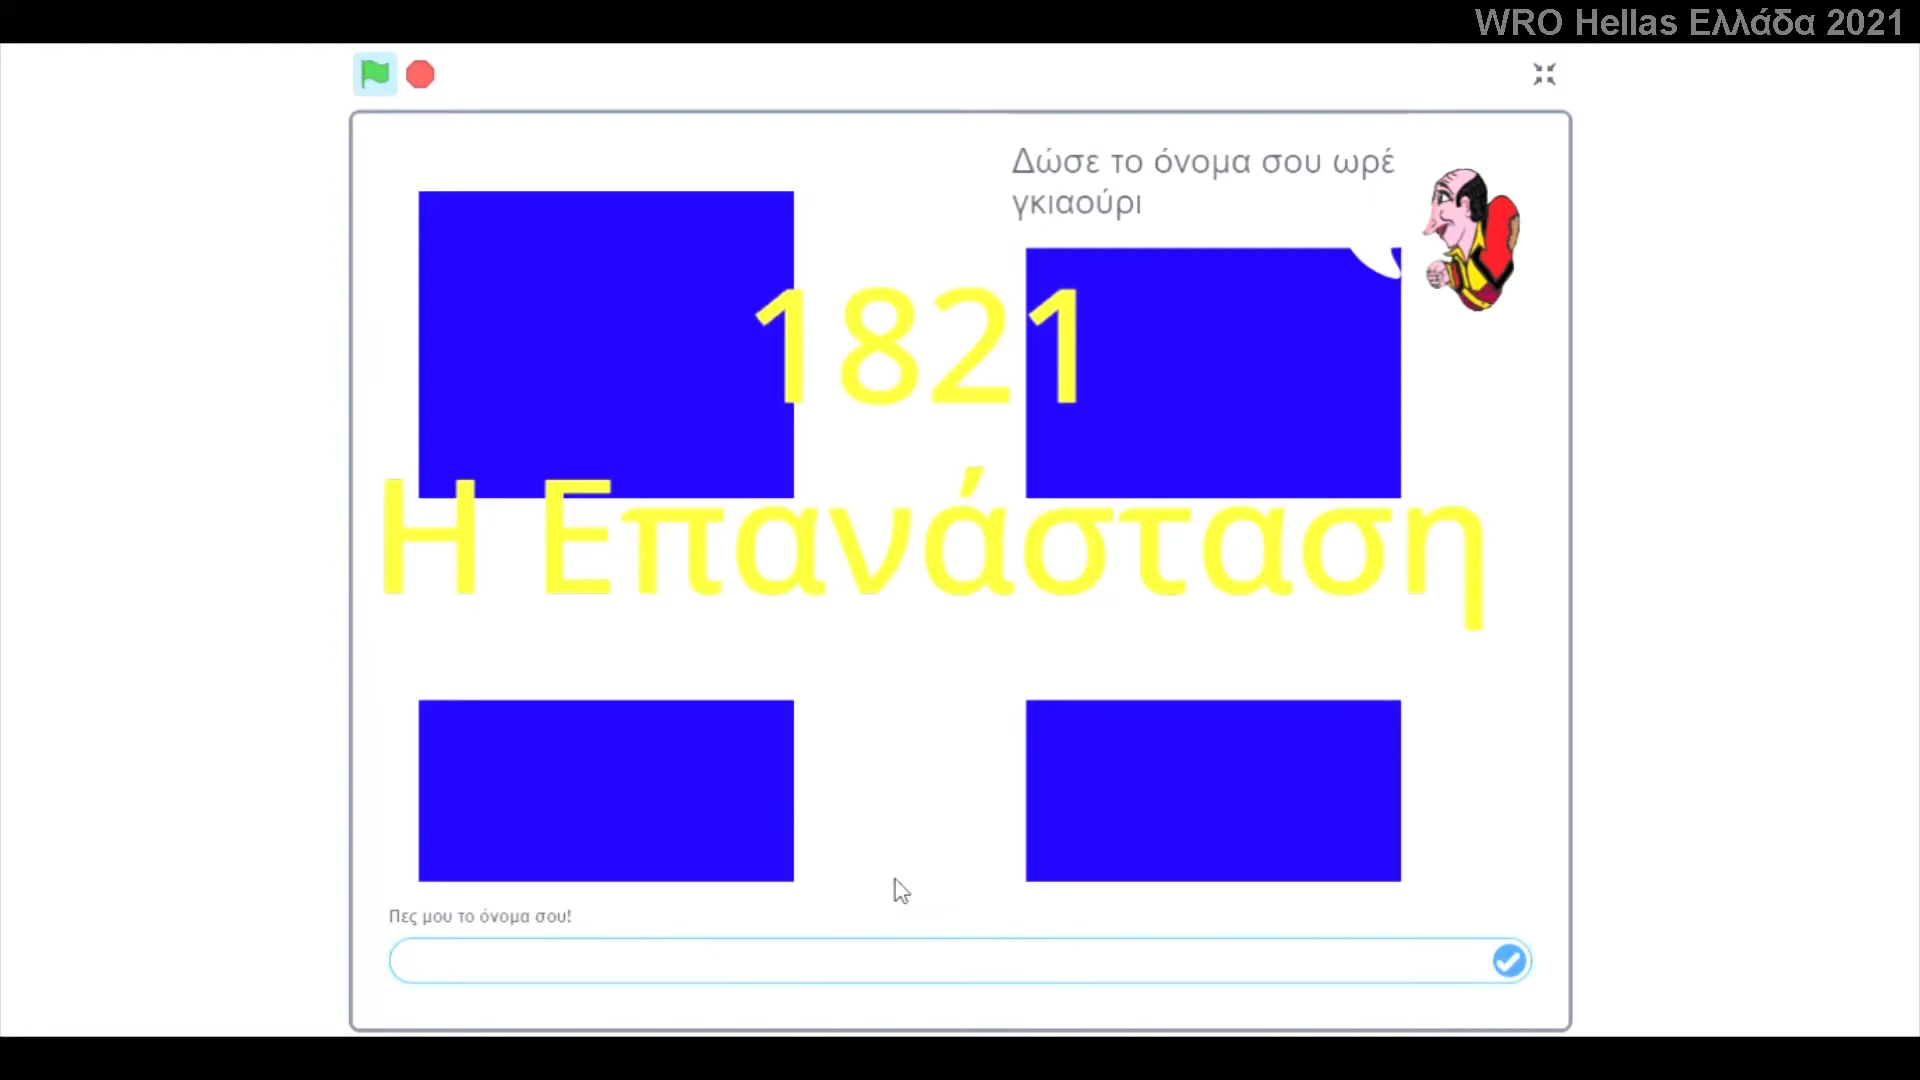 WRO Hellas Ελλάδα 2021
Δώσε το όνομα σου ωρέ
γκιαούρι
1821
Η Επανάσταση
Πες μου το όνομα σου!